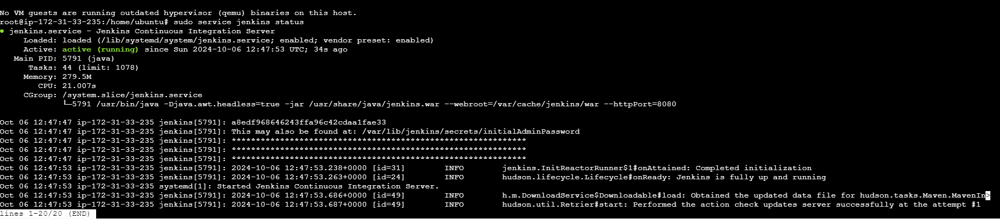 No VM guests are running outdated hypervisor (qemu) binaries on this host.
root@ip-172-31-33-235:/home/ubuntu# sudo service jenkins status
● jenkins.service - Jenkins Continuous Integration Server
Loaded: loaded (/lib/systemd/system/jenkins.service; enabled; vendor preset: enabled)
Active: active (running) since Sun 2024-10-06 12:47:53 UTC; 34s ago
Main PID: 5791 (java)
Tasks: 44 (limit: 1078)
Memory: 279.5M
CPU: 21.007s
CGroup: /system.slice/jenkins.service
└─5791 /usr/bin/java -Djava.awt.headless=true -jar /usr/share/java/jenkins.war --webroot=/var/cache/jenkins/war --httpPort=8080
Oct 06 12:47:47 ip-172-31-33-235 jenkins[5791]: a8edf968646243ffa96c42cdaa1fae33
Oct 06 12:47:47 ip-172-31-33-235 jenkins[5791]: This may also be found at: /var/lib/jenkins/secrets/initialAdminPassword
Oct 06 12:47:47 ip-172-31-33-235 jenkins[5791]: *************************************************************
Oct 06 12:47:47 ip-172-31-33-235 jenkins[5791]: *************************************************************
Oct 06 12:47:47 ip-172-31-33-235 jenkins[5791]: *************************************************************
Oct 06 12:47:53 ip-172-31-33-235 jenkins[5791]: 2024-10-06 12:47:53.238+0000 [id=31] INFO jenkins.InitReactorRunner$1#onAttained: Completed initialization
Oct 06 12:47:53 ip-172-31-33-235 jenkins[5791]: 2024-10-06 12:47:53.263+0000 [id=24] INFO hudson.lifecycle.Lifecycle#onReady: Jenkins is fully up and running
Oct 06 12:47:53 ip-172-31-33-235 systemd[1]: Started Jenkins Continuous Integration Server.
Oct 06 12:47:53 ip-172-31-33-235 jenkins[5791]: 2024-10-06 12:47:53.686+0000 [id=49] INFO h.m.DownloadService$Downloadable#load: Obtained the updated data file for hudson.tasks.Maven.MavenIn>
Oct 06 12:47:53 ip-172-31-33-235 jenkins[5791]: 2024-10-06 12:47:53.687+0000 [id=49] INFO hudson.util.Retrier#start: Performed the action check updates server successfully at the attempt #1
lines 1-20/20 (END)